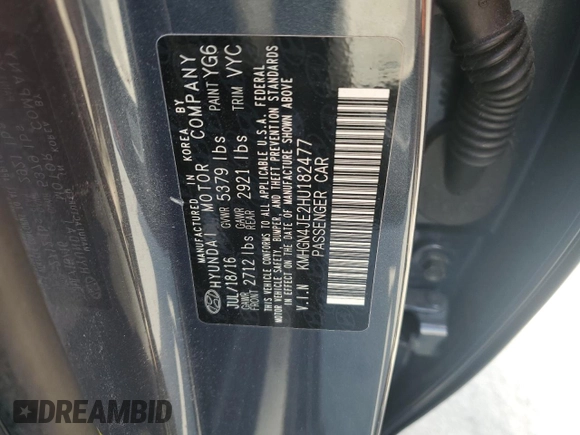 MANUFACTURED IN KOREA BY
HYUNDAI MOTOR COMPANY
JUL/18/16 GVWR 5379 lbs PAINT YG6
GAWR FRONT 2712 lbs GAWR REAR 2921 lbs TRIM VYC
THIS VEHICLE CONFORMS TO ALL APPLICABLE U.S.A. FEDERAL
MOTOR VEHICLE SAFETY, BUMPER, AND THEFT PREVENTION STANDARDS
IN EFFECT ON THE DATE OF MANUFACTURE SHOWN ABOVE
V.I.N KMHGN4JE2HU182477
PASSENGER CAR
DREAMBID